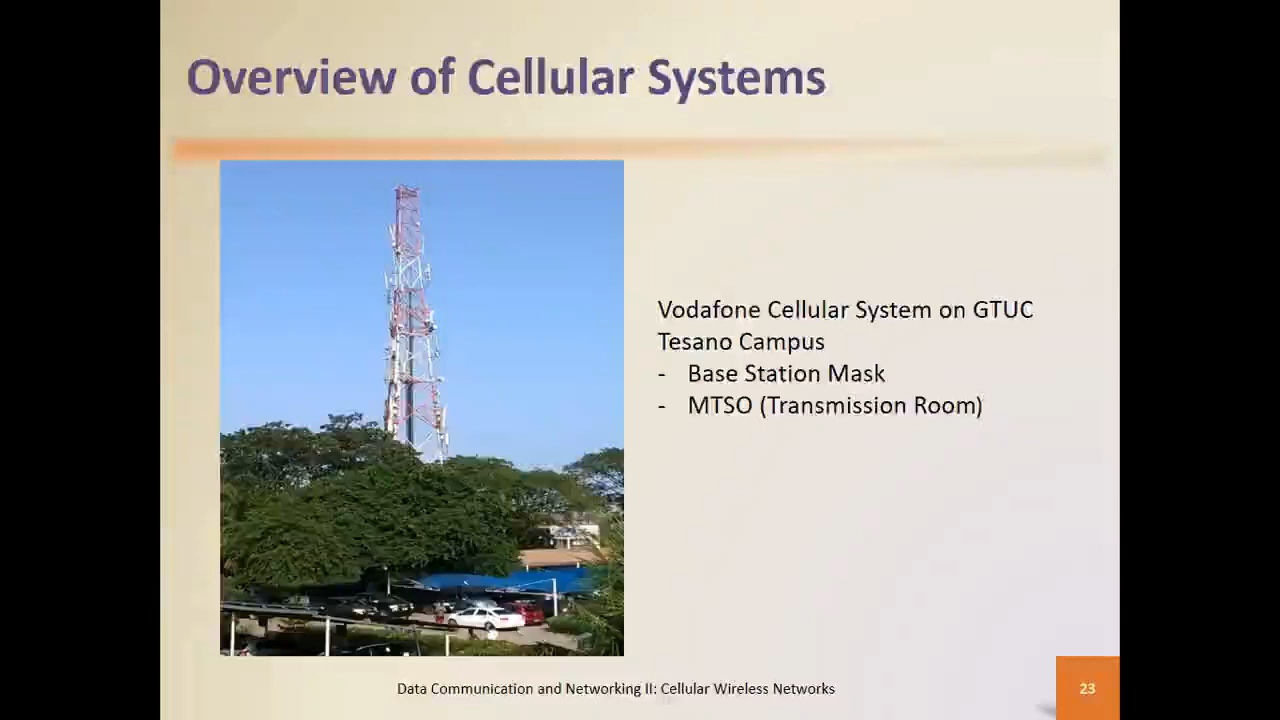 Overview of Cellular Systems
Vodafone Cellular System on GTUC
Tesano Campus
- Base Station Mask
- MTSO (Transmission Room)
Data Communication and Networking II: Cellular Wireless Networks
23